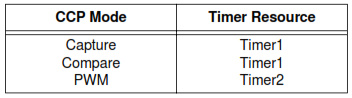 CCP Mode Timer Resource
Capture Timer1
Compare Timer1
PWM Timer2